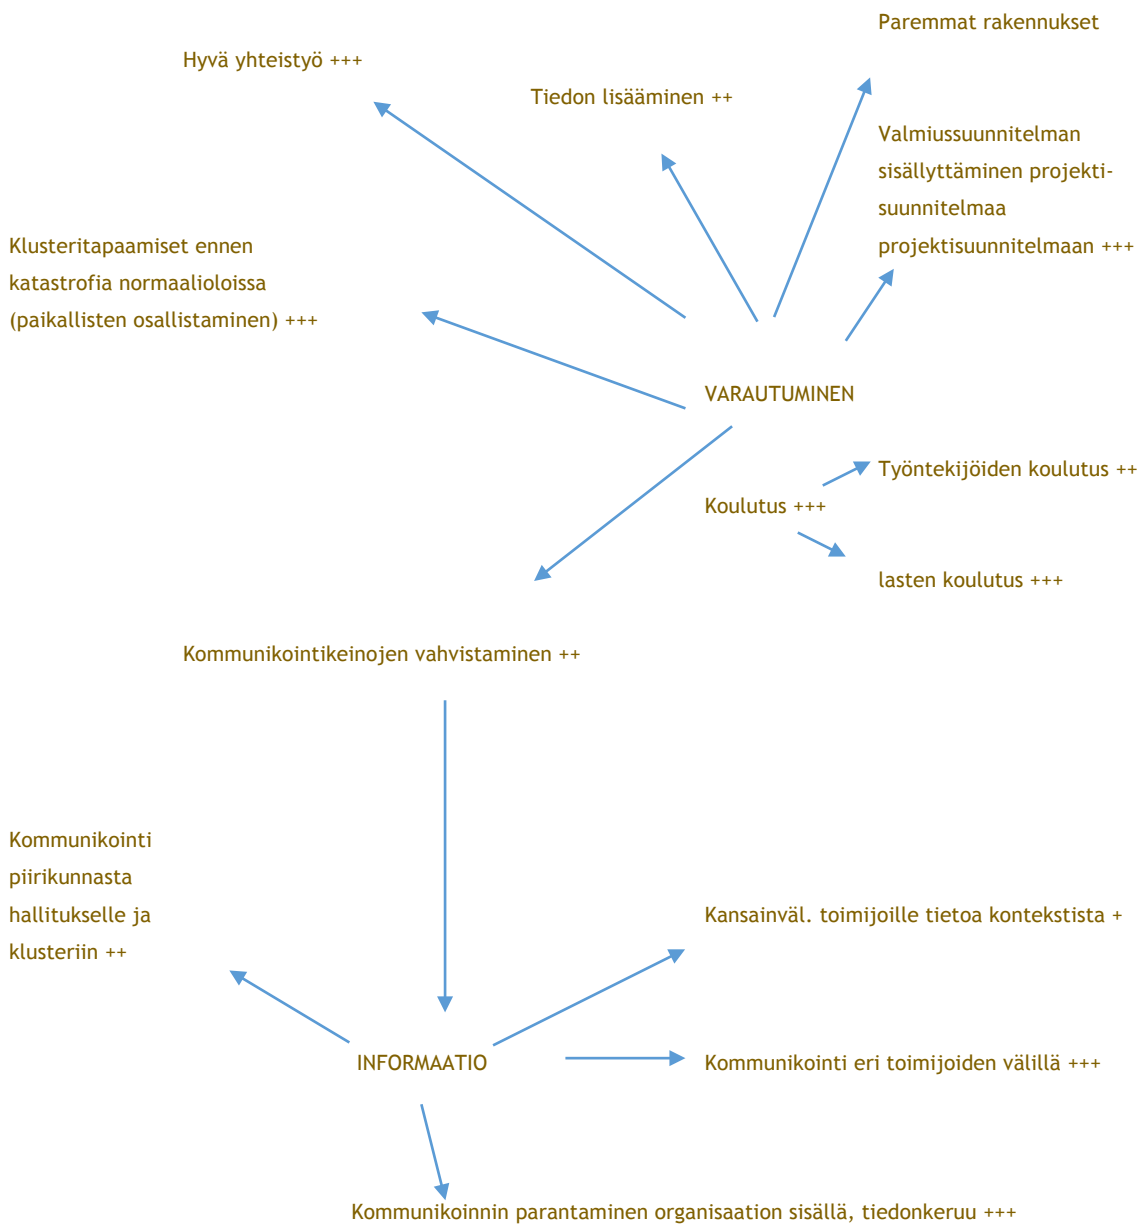 Paremmat rakennukset
Hyvä yhteistyö +++
Tiedon lisääminen ++
Valmiussuunnitelman
sisällyttäminen projekti-
suunnitelmaa
projektisuunnitelmaan +++
Klusteritapaamiset ennen
katastrofia normaalioloissa
(paikallisten osallistaminen) +++
VARAUTUMINEN
Työntekijöiden koulutus ++
Koulutus +++
lasten koulutus +++
Kommunikointikeinojen vahvistaminen ++
Kommunikointi
piirikunnasta
hallitukselle ja
klusteriin ++
Kansainväl. toimijoille tietoa kontekstista +
INFORMAATIO
Kommunikointi eri toimijoiden välillä +++
Kommunikoinnin parantaminen organisaation sisällä, tiedonkeruu +++